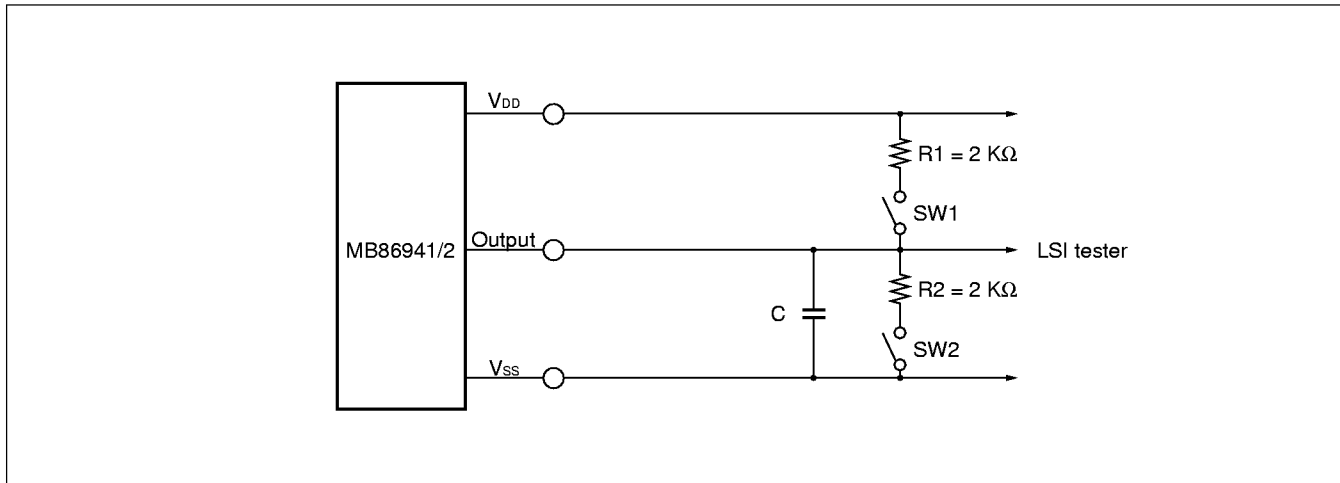 VDD
R1 = 2 KΩ
SW1
MB86941/2
Output
LSI tester
R2 = 2 KΩ
C
SW2
VSS